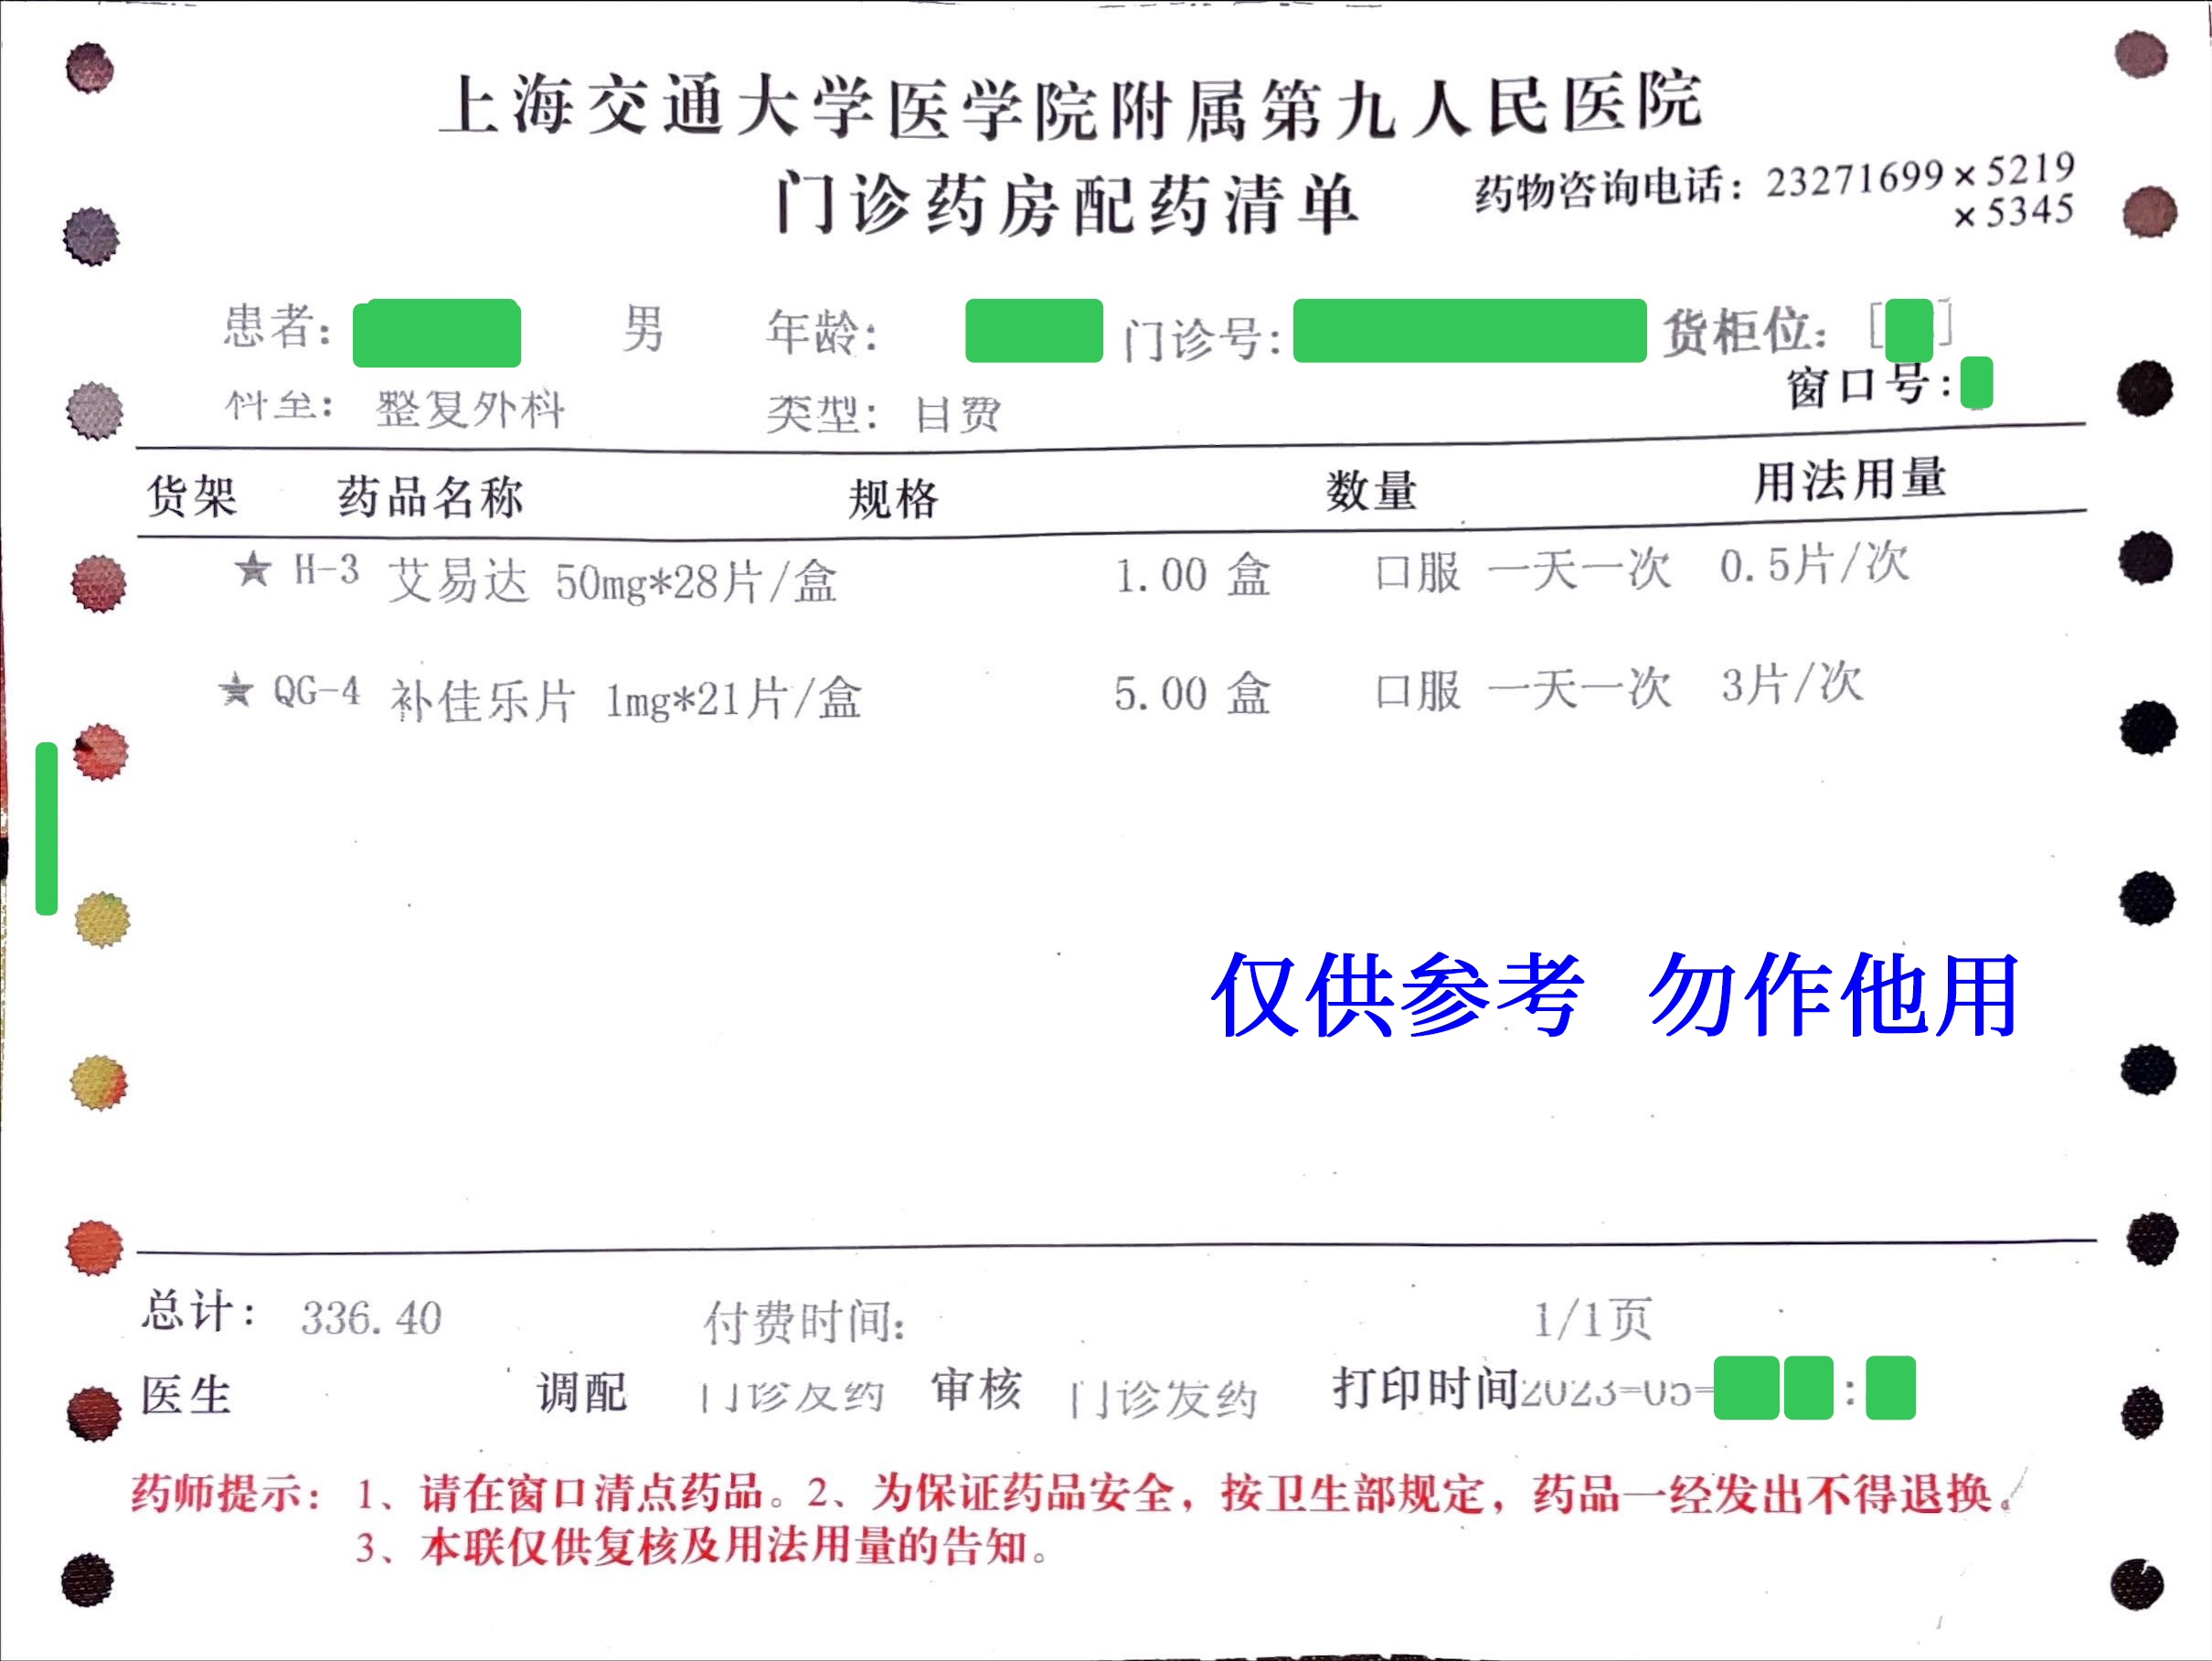 上海交通大学医学院附属第九人民医院
门诊药房配药清单
药物咨询电话：23271699×5219
×5345
患者： 男 年龄： 门诊号： 货柜位： [ ]
窗口号：
科室： 整复外科 类型： 自费
货架 药品名称 规格 数量 用法用量
★ H-3 艾易达 50mg*28片/盒 1.00 盒 口服 一天一次 0.5片/次
★ QG-4 补佳乐片 1mg*21片/盒 5.00 盒 口服 一天一次 3片/次
仅供参考 勿作他用
总计： 336.40 付费时间： 1/1页
医生 调配 门诊发药 审核 门诊发药 打印时间2023-05- :
药师提示： 1、请在窗口清点药品。2、为保证药品安全，按卫生部规定，药品一经发出不得退换。
3、本联仅供复核及用法用量的告知。